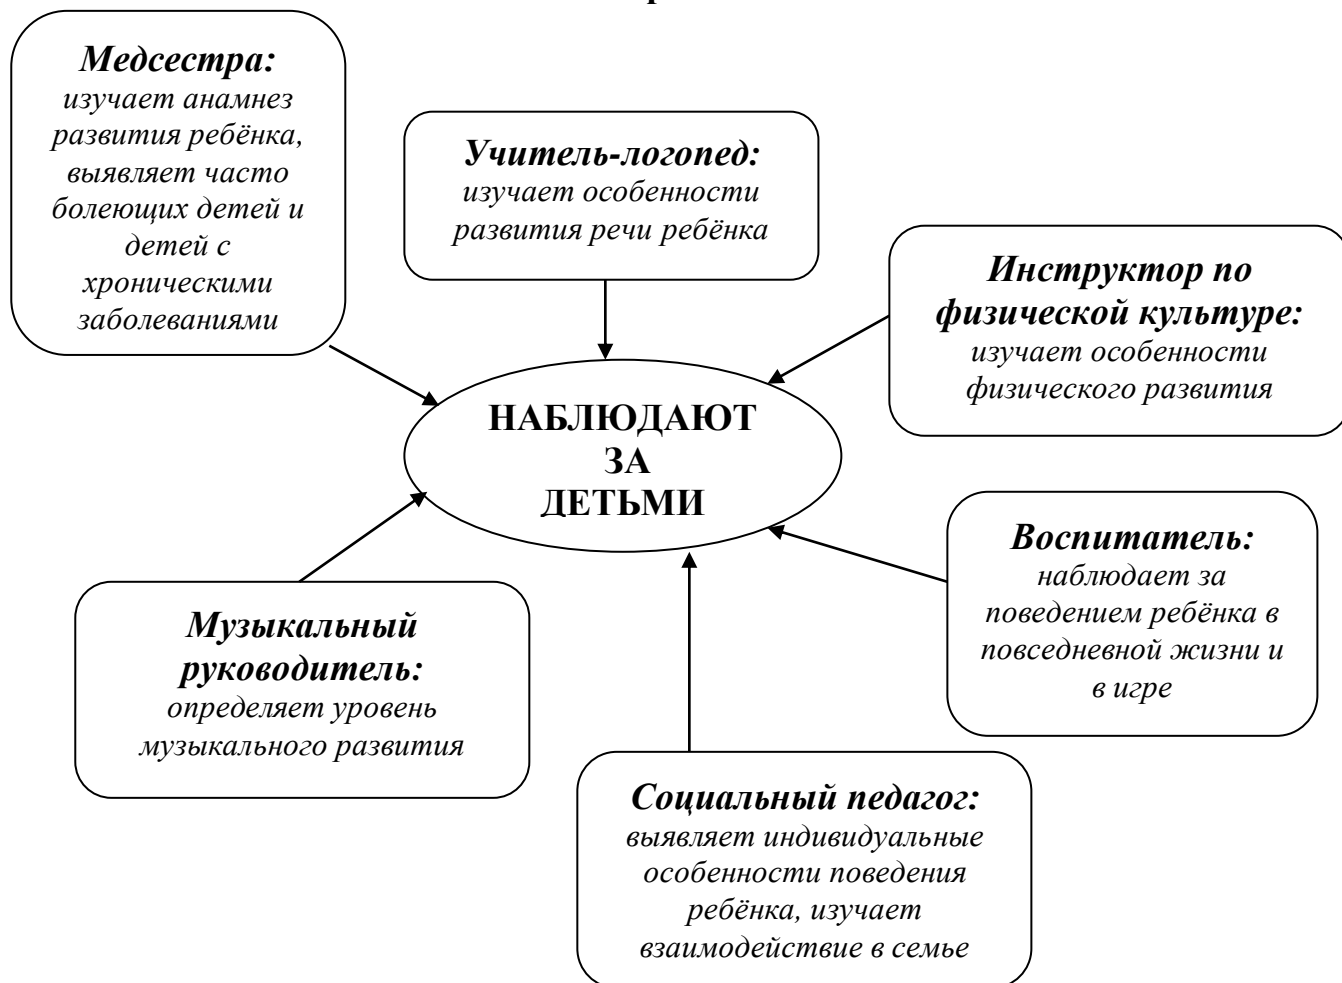 Медсестра:
изучает анамнез
развития ребёнка,
выявляет часто
болеющих детей и
детей с
хроническими
заболеваниями
Учитель-логопед:
изучает особенности
развития речи ребёнка
Инструктор по
физической культуре:
изучает особенности
физического развития
НАБЛЮДАЮТ
ЗА
ДЕТЬМИ
Воспитатель:
наблюдает за
поведением ребёнка в
повседневной жизни и
в игре
Музыкальный
руководитель:
определяет уровень
музыкального развития
Социальный педагог:
выявляет индивидуальные
особенности поведения
ребёнка, изучает
взаимодействие в семье